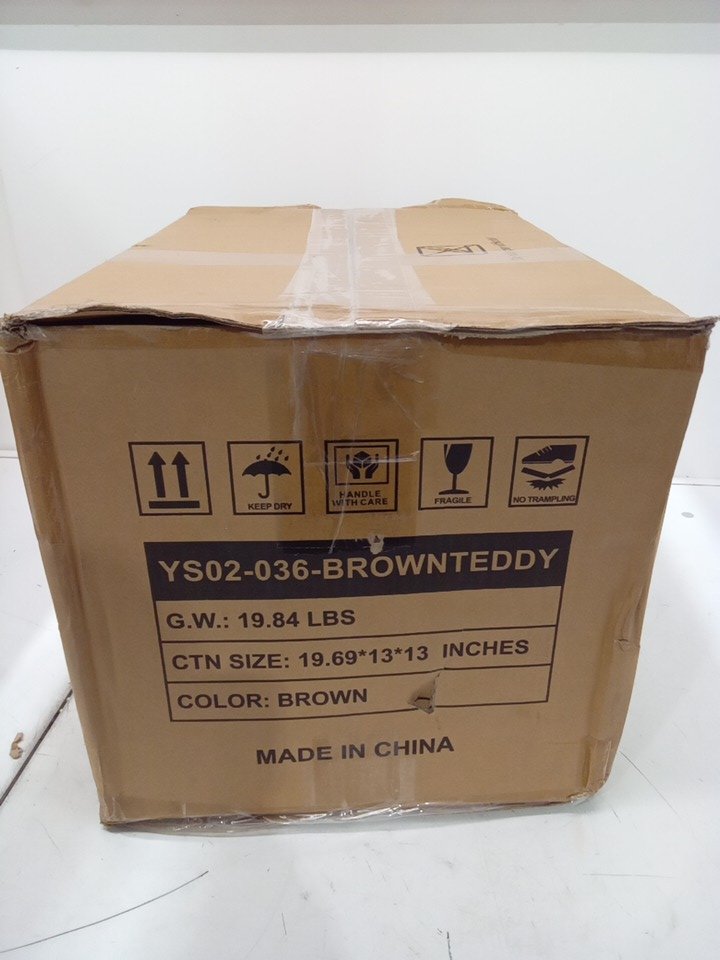 KEEP DRY
HANDLE
WITH CARE
FRAGILE
NO TRAMPLING
YS02-036-BROWNTEDDY
G.W.: 19.84 LBS
CTN SIZE: 19.69*13*13 INCHES
COLOR: BROWN
MADE IN CHINA